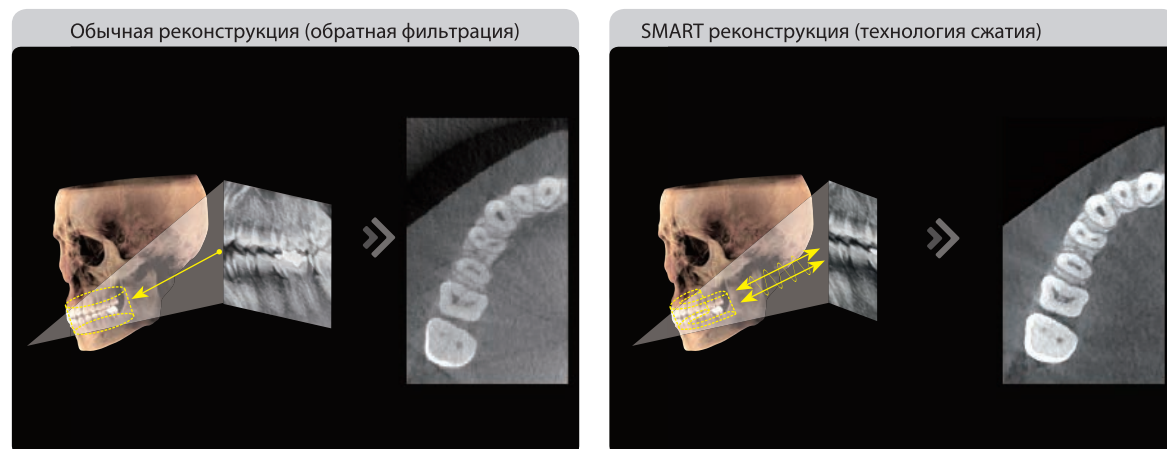 Обычная реконструкция (обратная фильтрация)
SMART реконструкция (технология сжатия)